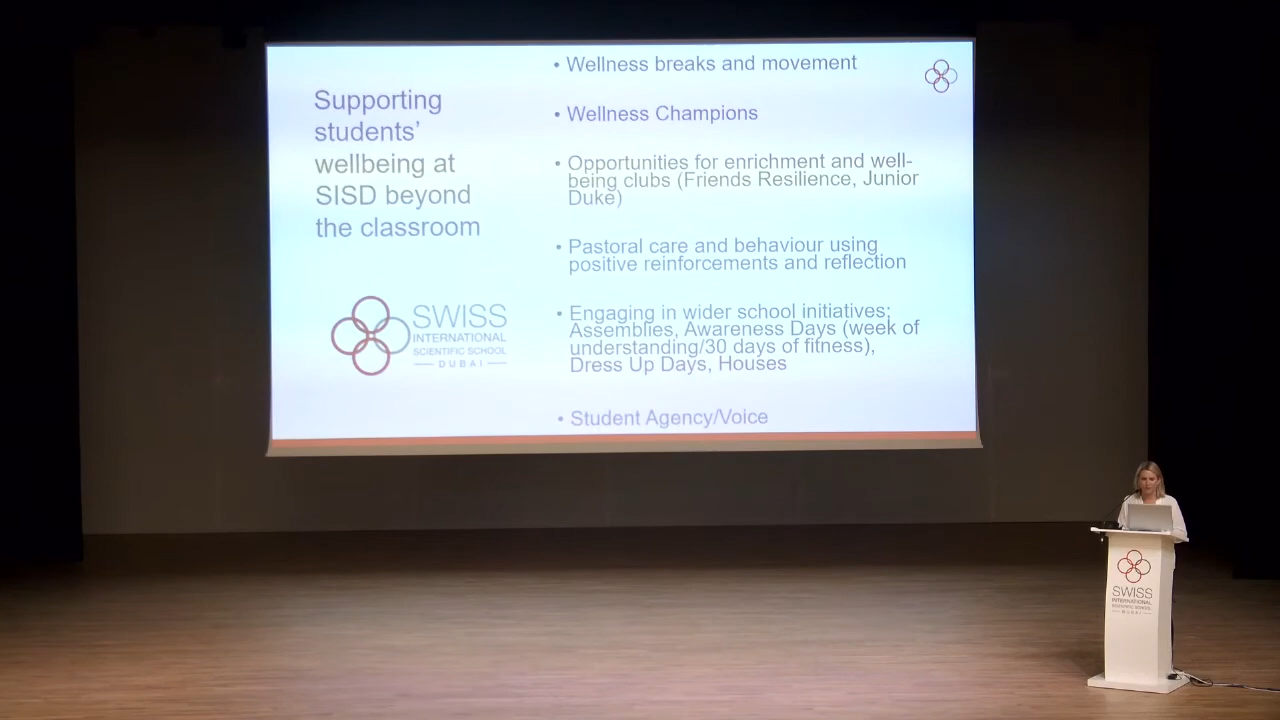 Supporting
students’
wellbeing at
SISD beyond
the classroom
SWISS
INTERNATIONAL
SCIENTIFIC SCHOOL
DUBAI
• Wellness breaks and movement
• Wellness Champions
• Opportunities for enrichment and well-
being clubs (Friends Resilience, Junior
Duke)
• Pastoral care and behaviour using
positive reinforcements and reflection
• Engaging in wider school initiatives;
Assemblies, Awareness Days (week of
understanding/30 days of fitness),
Dress Up Days, Houses
• Student Agency/Voice
SWISS
INTERNATIONAL
SCIENTIFIC SCHOOL
DUBAI